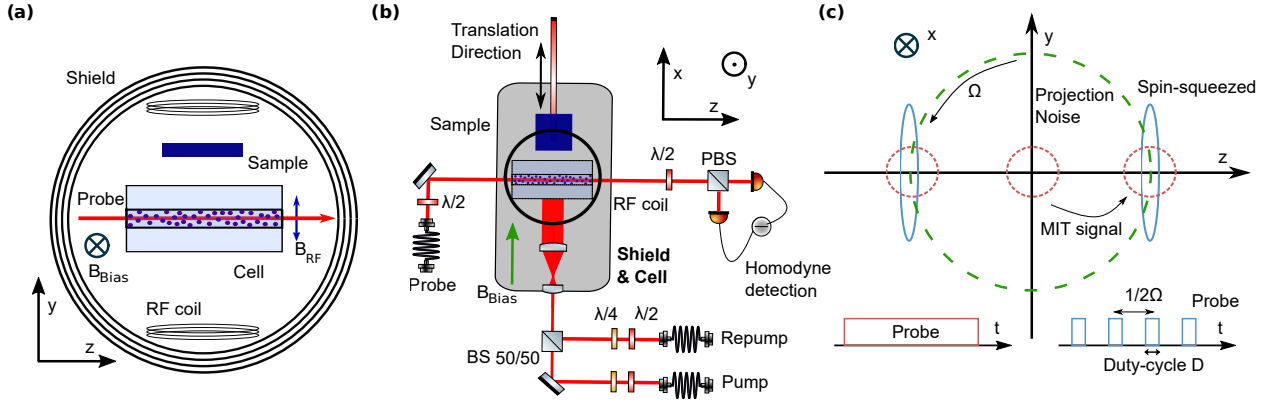 (a)
Shield
Sample
Probe
B_RF
B_Bias
Cell
RF coil
y
z
(b)
Translation
Direction
x
y
z
Sample
λ/2
PBS
λ/2
RF coil
Probe
B_Bias
Shield
& Cell
Homodyne
detection
λ/4
λ/2
Repump
BS 50/50
Pump
(c)
x
y
Ω
Projection
Noise
Spin-squeezed
z
MIT signal
1/2Ω
Probe
Probe
t
t
Duty-cycle D